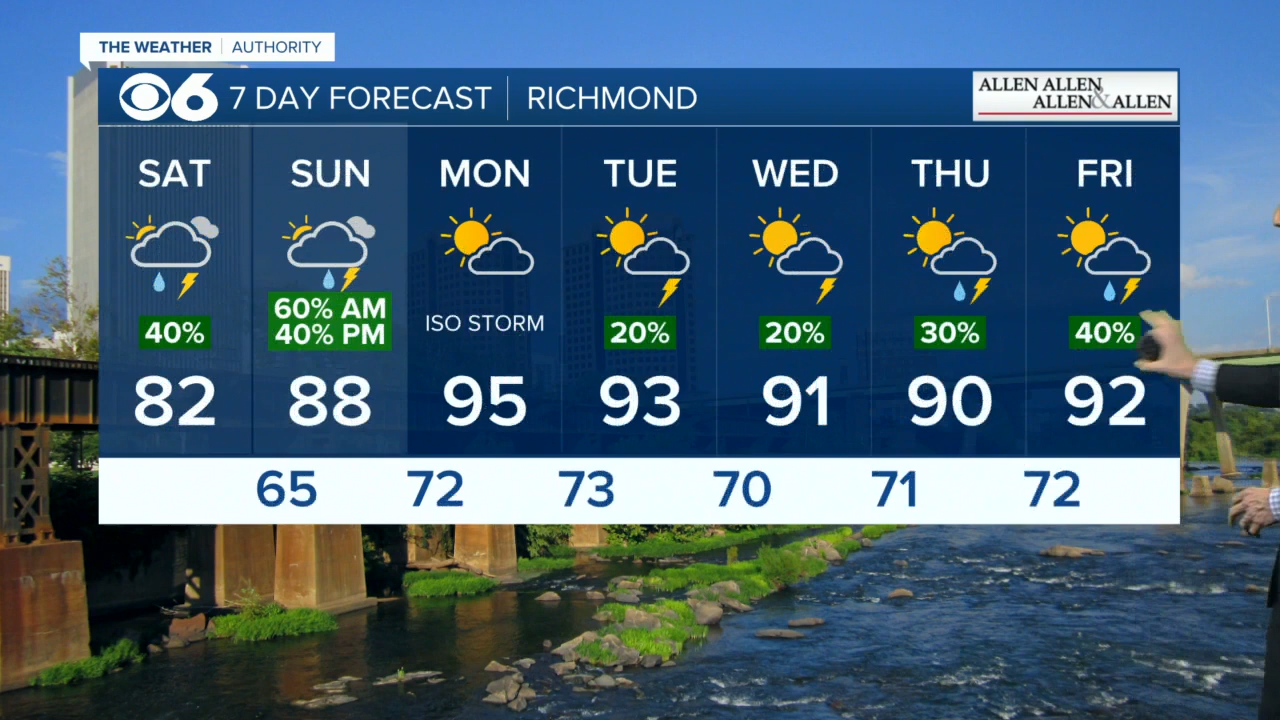 THE WEATHER AUTHORITY
6 7 DAY FORECAST RICHMOND
ALLEN ALLEN
ALLEN & ALLEN
SAT SUN MON TUE WED THU FRI
40% 60% AM 40% PM ISO STORM 20% 20% 30% 40%
82 88 95 93 91 90 92
65 72 73 70 71 72